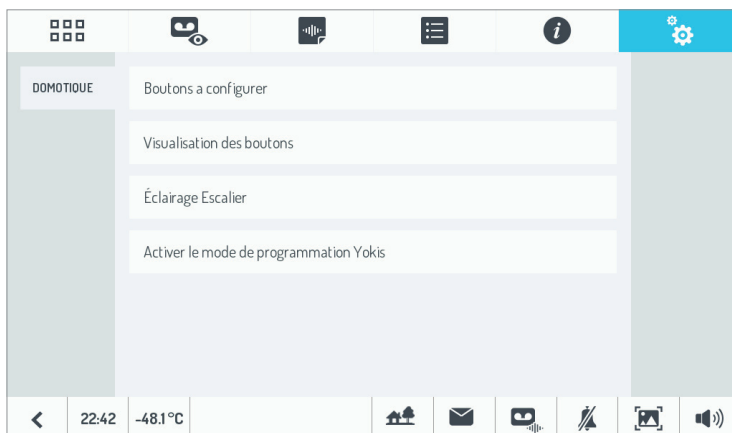 DOMOTIQUE
Boutons a configurer
Visualisation des boutons
Éclairage Escalier
Activer le mode de programmation Yokis
22:42
-48.1 °C